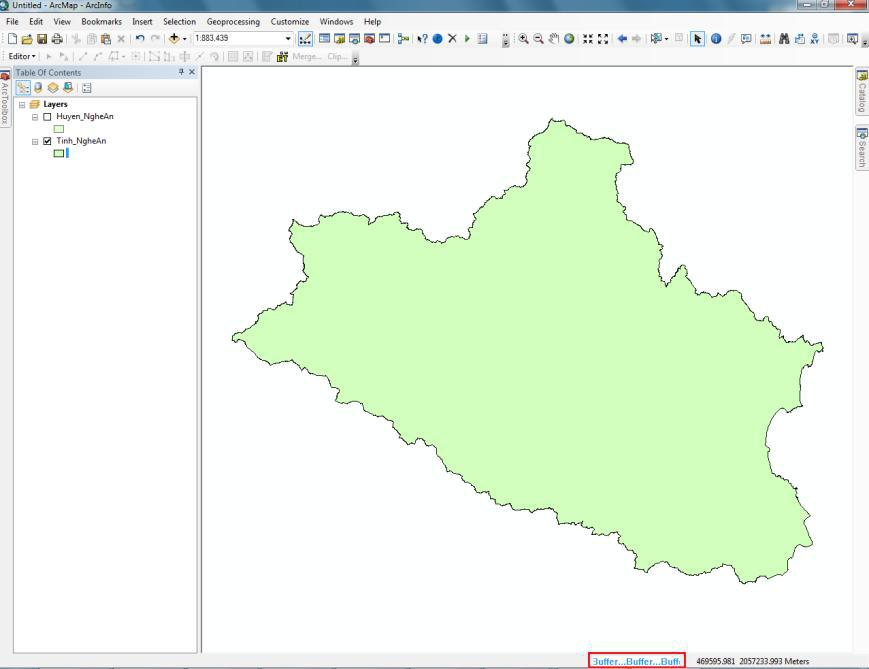 Untitled - ArcMap - ArcInfo
File Edit View Bookmarks Insert Selection Geoprocessing Customize Windows Help
1:883,439
Editor Merge... Clip...
Table Of Contents
ArcToolbox
Layers
Huyen_NgheAn
Tinh_NgheAn
Catalog
Search
Buffer...Buffer...Buff 469595.981 2057233.993 Meters